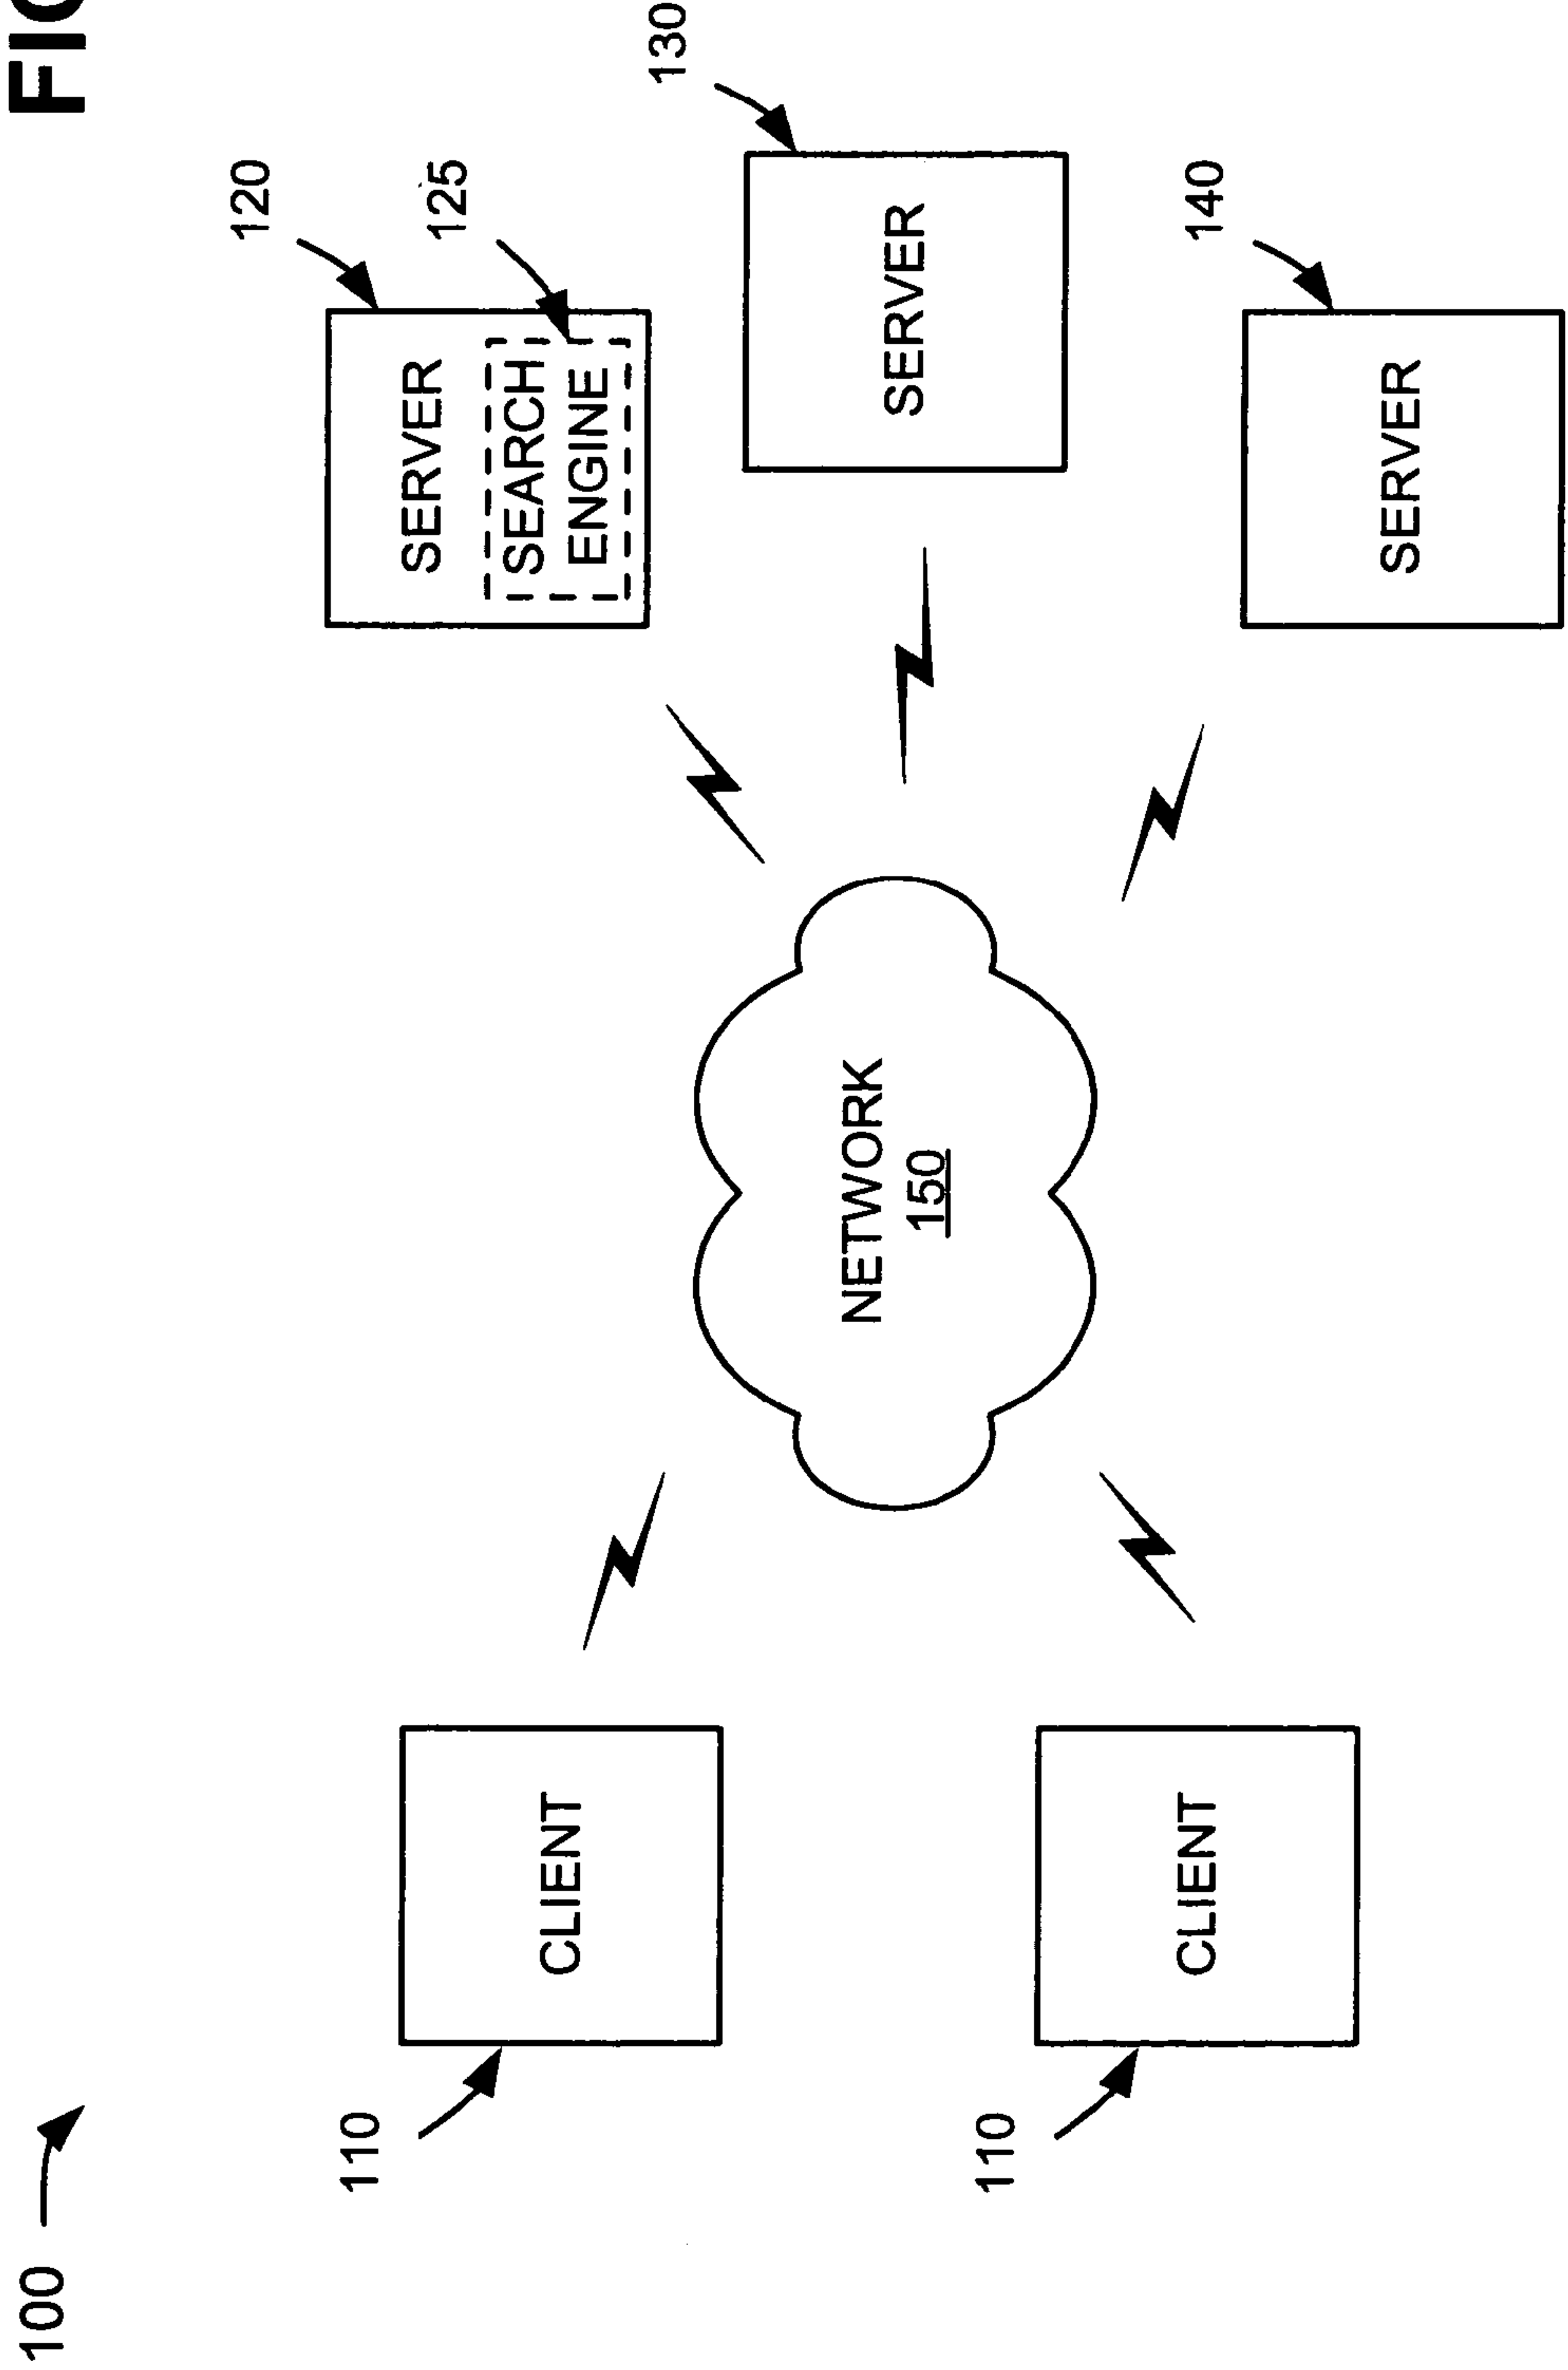 100
FIG
120
110
SERVER
125
SEARCH
ENGINE
CLIENT
130
NETWORK
150
SERVER
110
CLIENT
140
SERVER